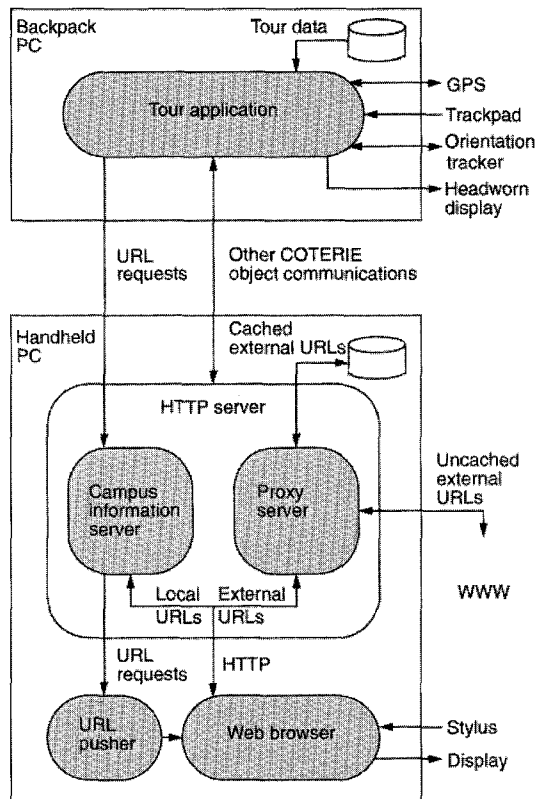 Backpack
PC
Tour data
Tour application
GPS
Trackpad
Orientation
tracker
Headworn
display
URL
requests
Other COTERIE
object communications
Handheld
PC
Cached
external URLs
HTTP server
Campus
information
server
Proxy
server
Uncached
external
URLs
WWW
Local
URLs
External
URLs
URL
requests
HTTP
URL
pusher
Web browser
Stylus
Display